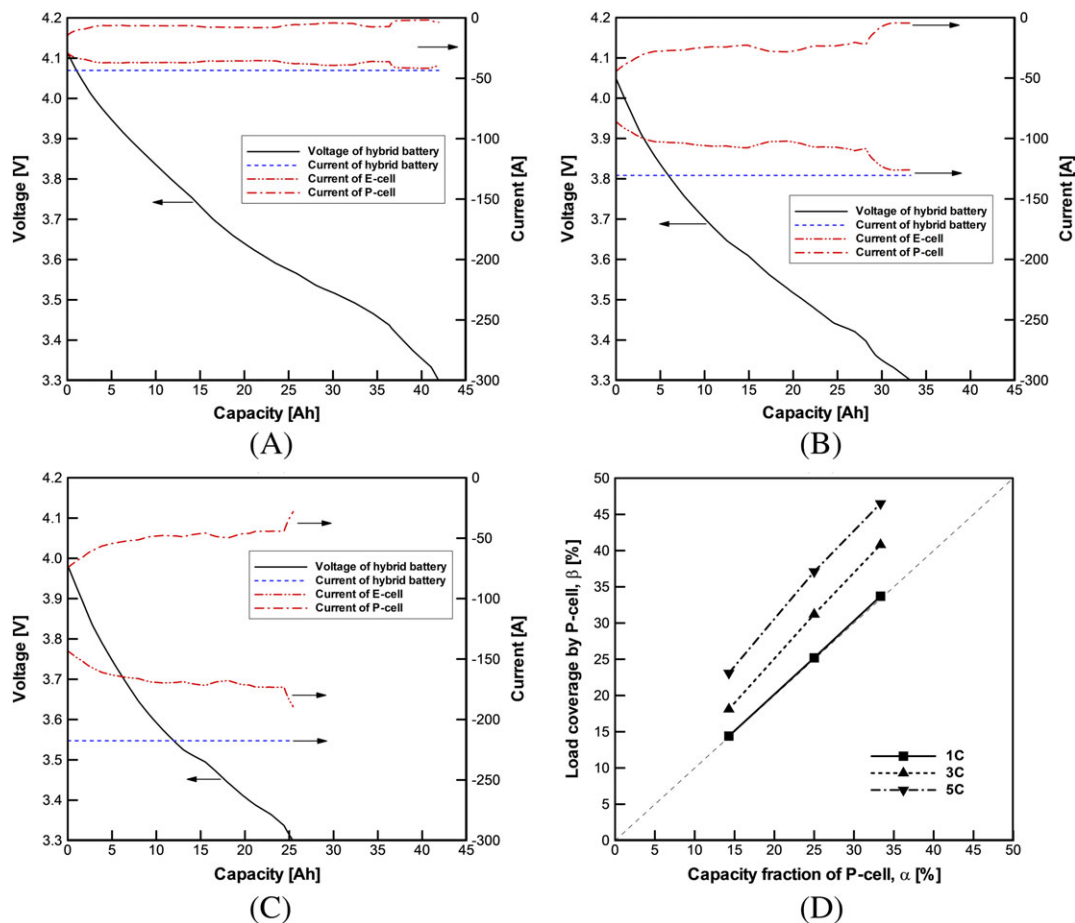 4.2
4.1
4.0
3.9
3.8
3.7
3.6
3.5
3.4
3.3
Voltage [V]
0
-50
-100
-150
-200
-250
-300
Current [A]
Voltage of hybrid battery
Current of hybrid battery
Current of E-cell
Current of P-cell
0 5 10 15 20 25 30 35 40 45
Capacity [Ah]
(A)
4.2
4.1
4.0
3.9
3.8
3.7
3.6
3.5
3.4
3.3
Voltage [V]
0
-50
-100
-150
-200
-250
-300
Current [A]
Voltage of hybrid battery
Current of hybrid battery
Current of E-cell
Current of P-cell
0 5 10 15 20 25 30 35 40 45
Capacity [Ah]
(B)
4.2
4.1
4.0
3.9
3.8
3.7
3.6
3.5
3.4
3.3
Voltage [V]
0
-50
-100
-150
-200
-250
-300
Current [A]
Voltage of hybrid battery
Current of hybrid battery
Current of E-cell
Current of P-cell
0 5 10 15 20 25 30 35 40 45
Capacity [Ah]
(C)
50
45
40
35
30
25
20
15
10
5
0
Load coverage by P-cell, β [%]
1C
3C
5C
0 5 10 15 20 25 30 35 40 45 50
Capacity fraction of P-cell, α [%]
(D)